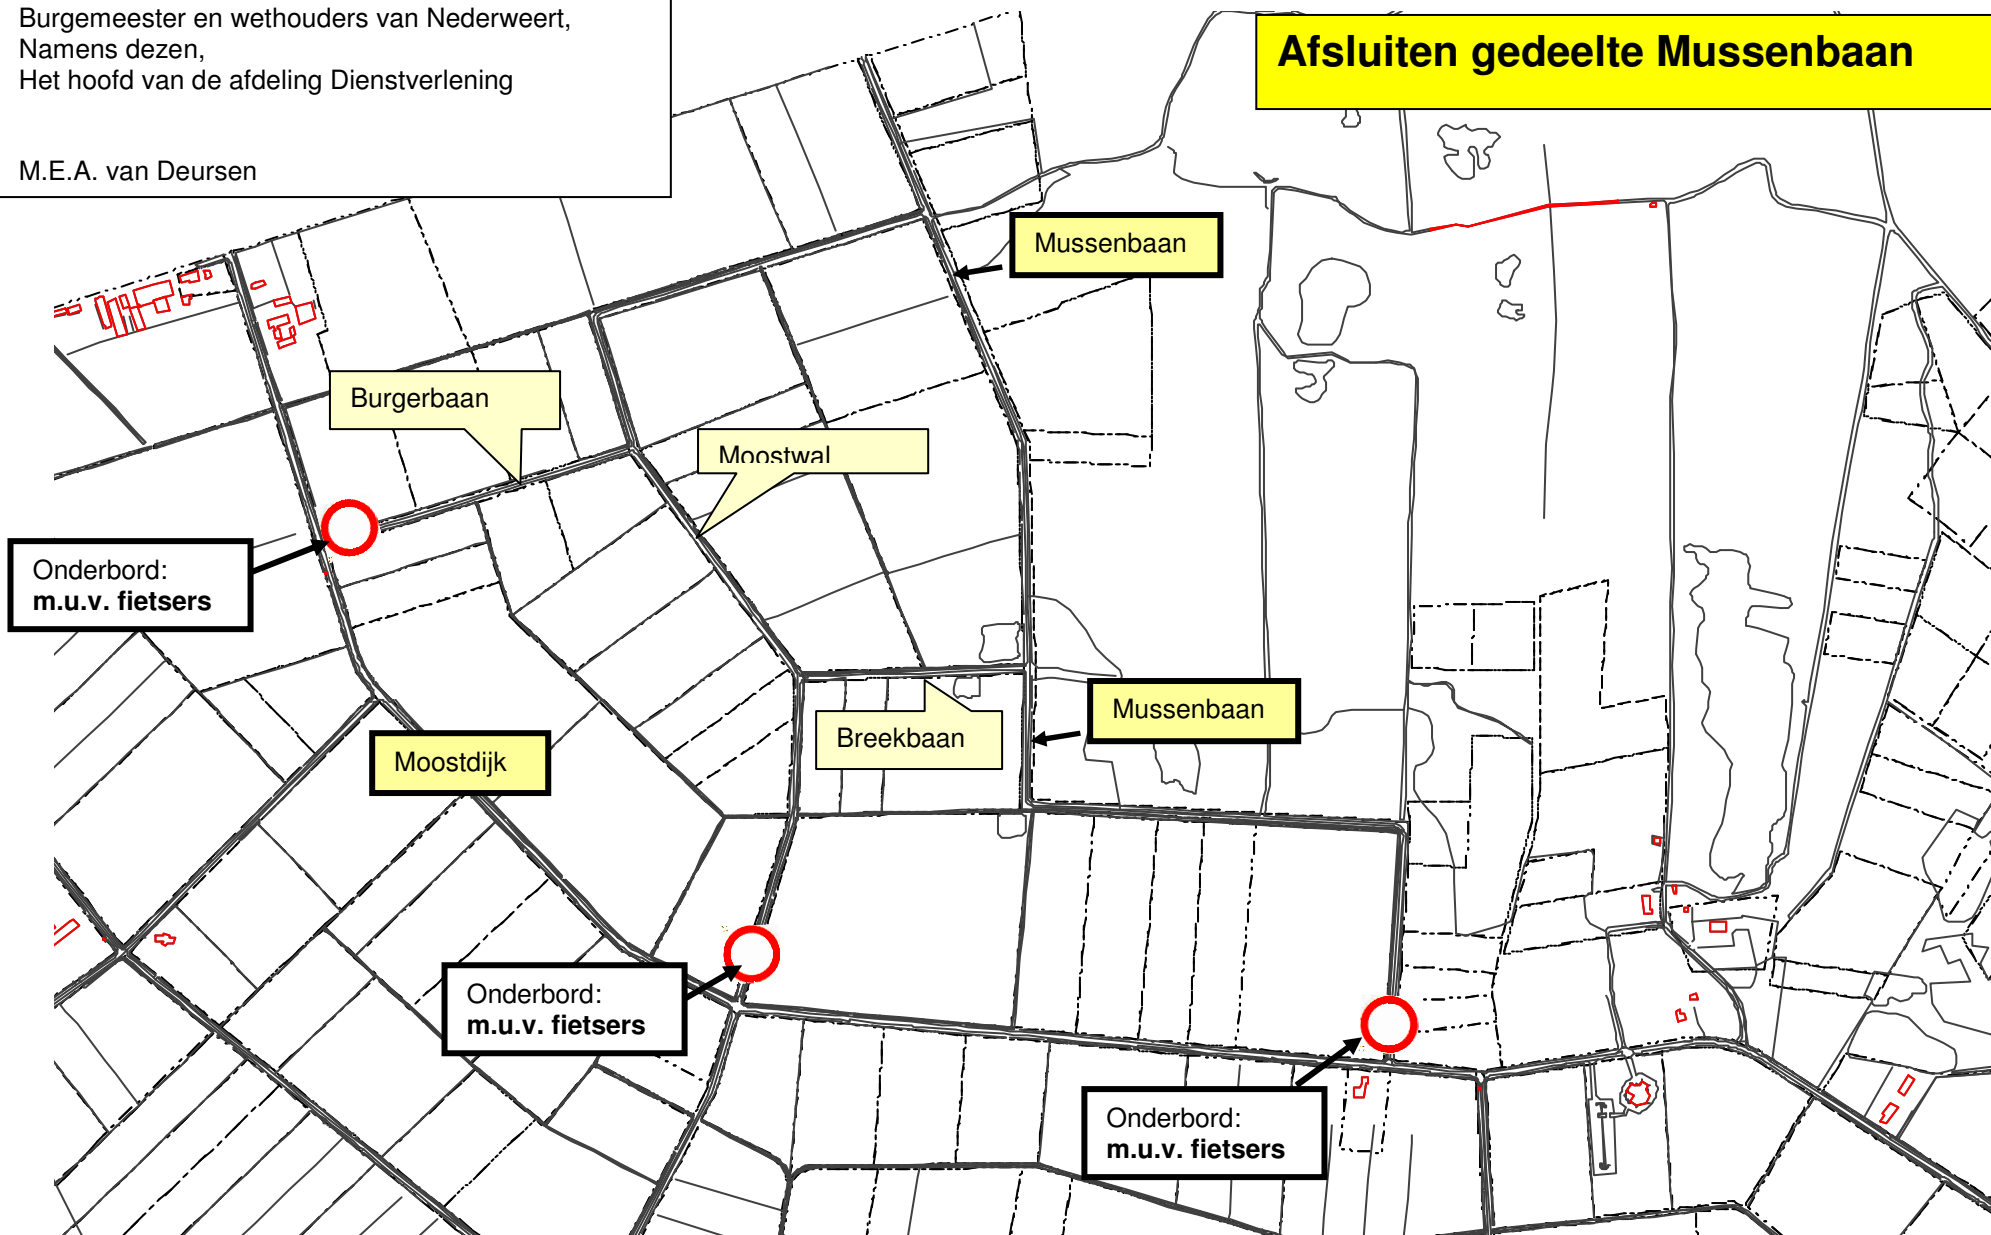 Burgemeester en wethouders van Nederweert,
Namens dezen,
Het hoofd van de afdeling Dienstverlening
M.E.A. van Deursen
Afsluiten gedeelte Mussenbaan
Mussenbaan
Burgerbaan
Moostwal
Onderbord:
m.u.v. fietsers
Mussenbaan
Breekbaan
Moostdijk
Onderbord:
m.u.v. fietsers
Onderbord:
m.u.v. fietsers